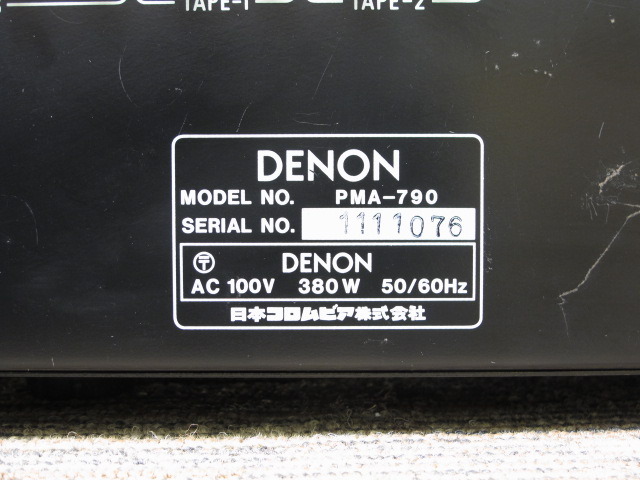 TAPE-1 TAPE-2
DENON
MODEL NO. PMA-790
SERIAL NO. 1111076
〒 DENON
AC 100V 380W 50/60Hz
日本コロムビア株式会社